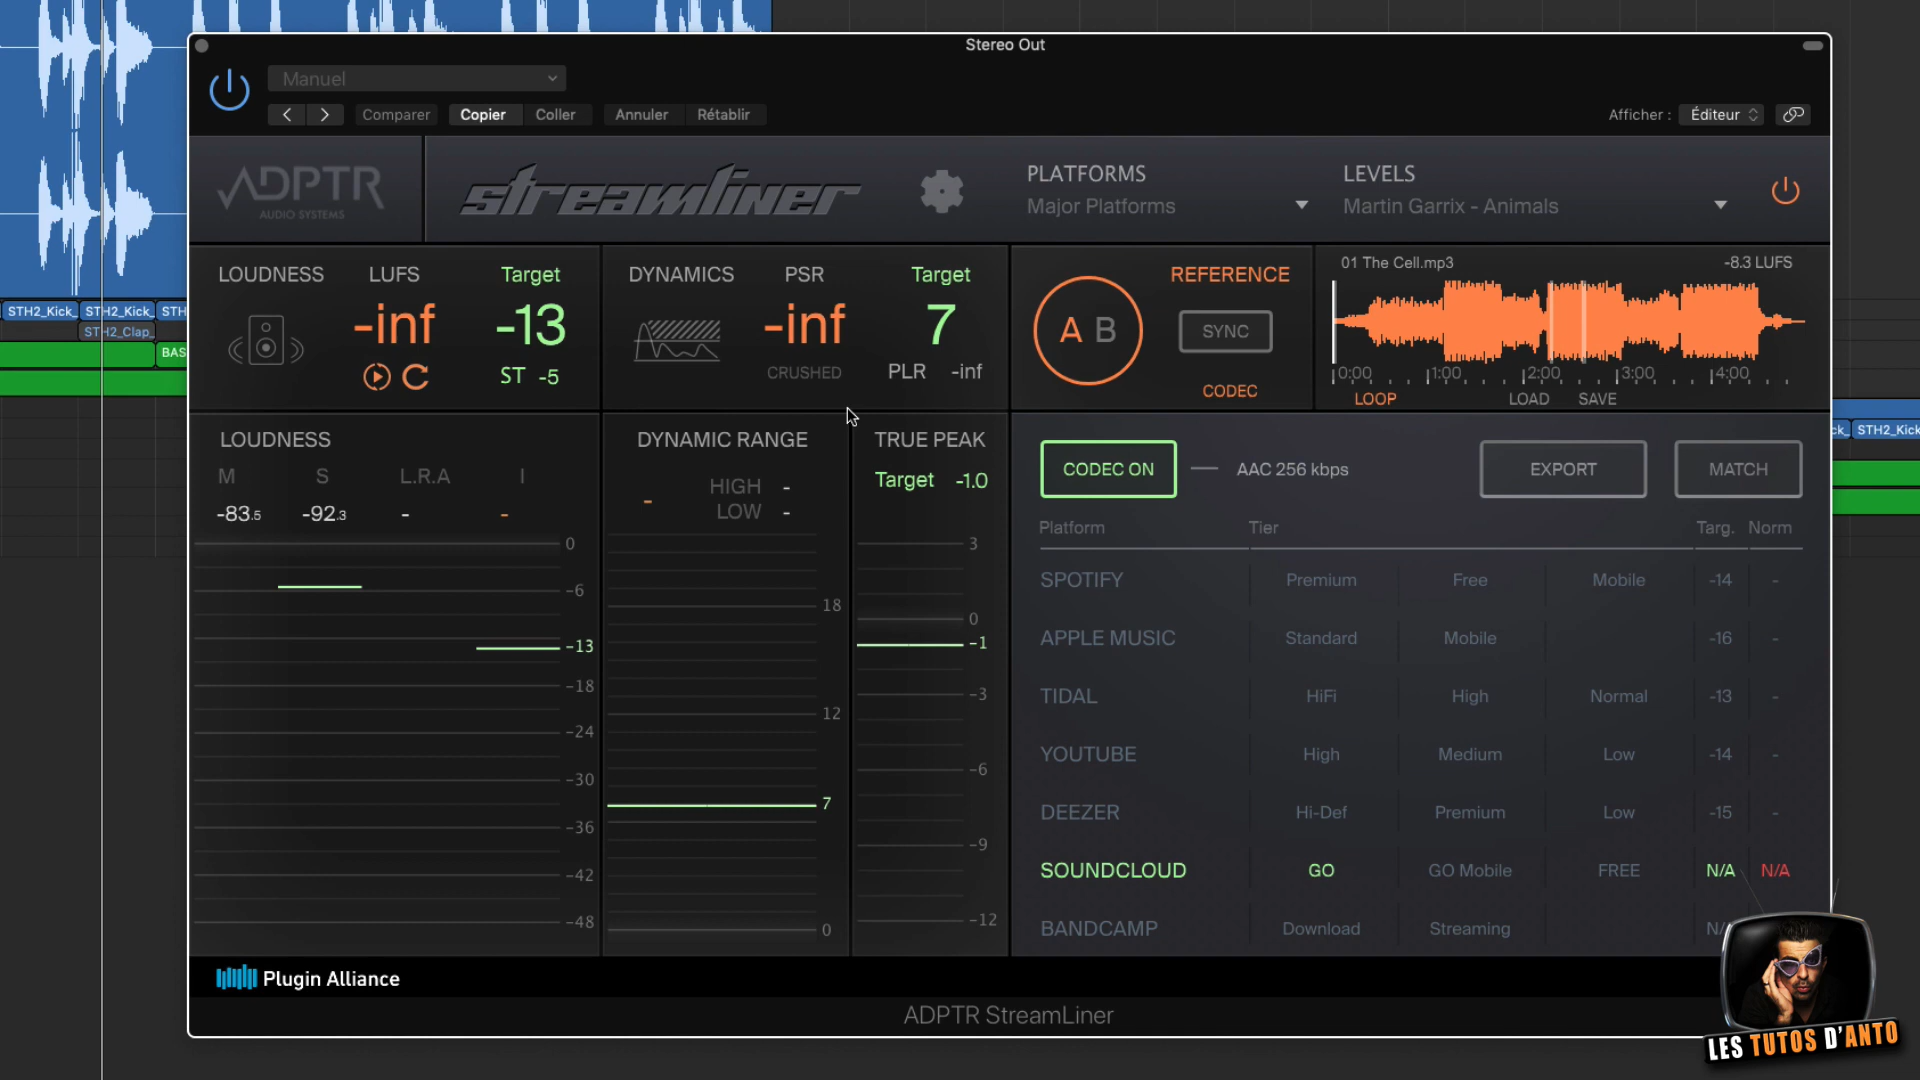 Stereo Out
Manuel
Comparer Copier Coller Annuler Rétablir
Afficher : Éditeur
ADPTR
AUDIO SYSTEMS
streamliner
PLATFORMS
Major Platforms
LEVELS
Martin Garrix - Animals
LOUDNESS LUFS Target
-inf -13
ST -5
DYNAMICS PSR Target
-inf 7
CRUSHED PLR -inf
A B
REFERENCE
SYNC
CODEC
01 The Cell.mp3 -8.3 LUFS
0:00 1:00 2:00 3:00 4:00
LOOP LOAD SAVE
STH2_Kick_ STH2_Kick_ STH
STH2_Clap_
BAS
ck_ STH2_Kick
LOUDNESS
M S L.R.A I
-83.5 -92.3 - -
0
-6
-13
-18
-24
-30
-36
-42
-48
DYNAMIC RANGE
- HIGH -
LOW -
18
12
7
0
TRUE PEAK
Target -1.0
3
0
-1
-3
-6
-9
-12
CODEC ON AAC 256 kbps EXPORT MATCH
Platform Tier Targ. Norm
SPOTIFY Premium Free Mobile -14 -
APPLE MUSIC Standard Mobile -16 -
TIDAL HiFi High Normal -13 -
YOUTUBE High Medium Low -14 -
DEEZER Hi-Def Premium Low -15 -
SOUNDCLOUD GO GO Mobile FREE N/A N/A
BANDCAMP Download Streaming
Plugin Alliance
ADPTR StreamLiner
LES TUTOS D'ANTO